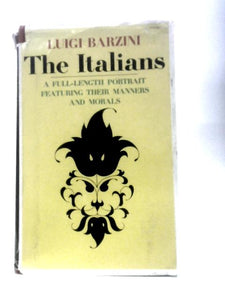 LUIGI BARZINI
The Italians
A FULL-LENGTH PORTRAIT
FEATURING THEIR MANNERS
AND MORALS